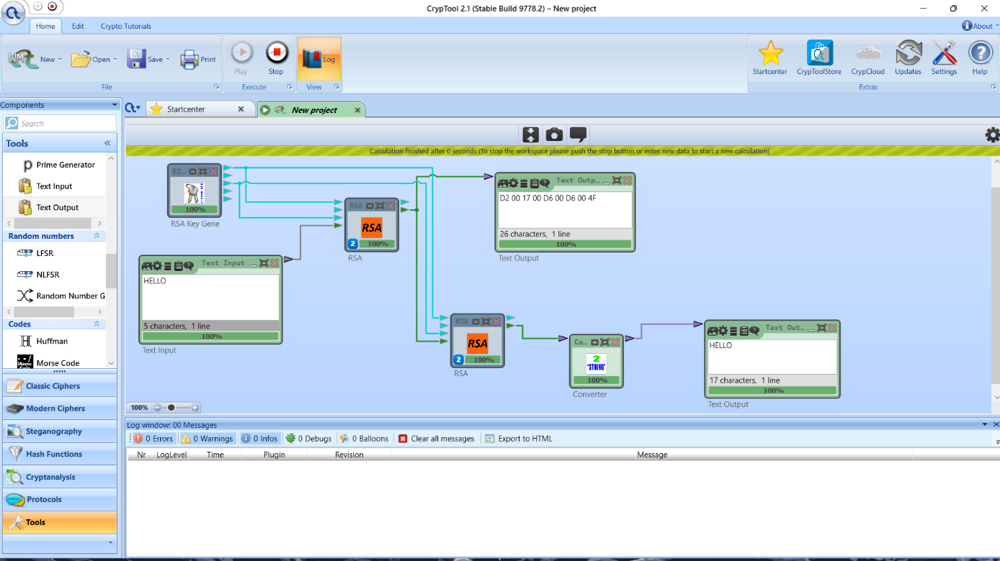 CrypTool 2.1 (Stable Build 9778.2) – New project
Home Edit Crypto Tutorials
About
New Open Save Print
Play Stop
Log
Startcenter CrypToolStore CrypCloud Updates Settings Help
File Execute View Extras
Components
Search
Tools
Prime Generator
Text Input
Text Output
Random numbers
LFSR
NLFSR
Random Number G
Codes
Huffman
Morse Code
Classic Ciphers
Modern Ciphers
Steganography
Hash Functions
Cryptanalysis
Protocols
Tools
Startcenter New project
Calculation finished after 0 seconds (To stop the workspace please push the stop button or enter new data to start a new calculation)
RS...
100%
RSA Key Gene
RSA
RSA
2 100%
RSA
Text Outp...
D2 00 17 00 D6 00 D6 00 4F
26 characters, 1 line
100%
Text Output
Text Input
HELLO
5 characters, 1 line
100%
Text Input
RSA
RSA
2 100%
RSA
Co...
2
"STRING"
100%
Converter
Text Out...
HELLO
17 characters, 1 line
100%
Text Output
100%
Log window: 00 Messages
0 Errors 0 Warnings 0 Infos 0 Debugs 0 Balloons Clear all messages Export to HTML
Nr LogLevel Time Plugin Revision Message